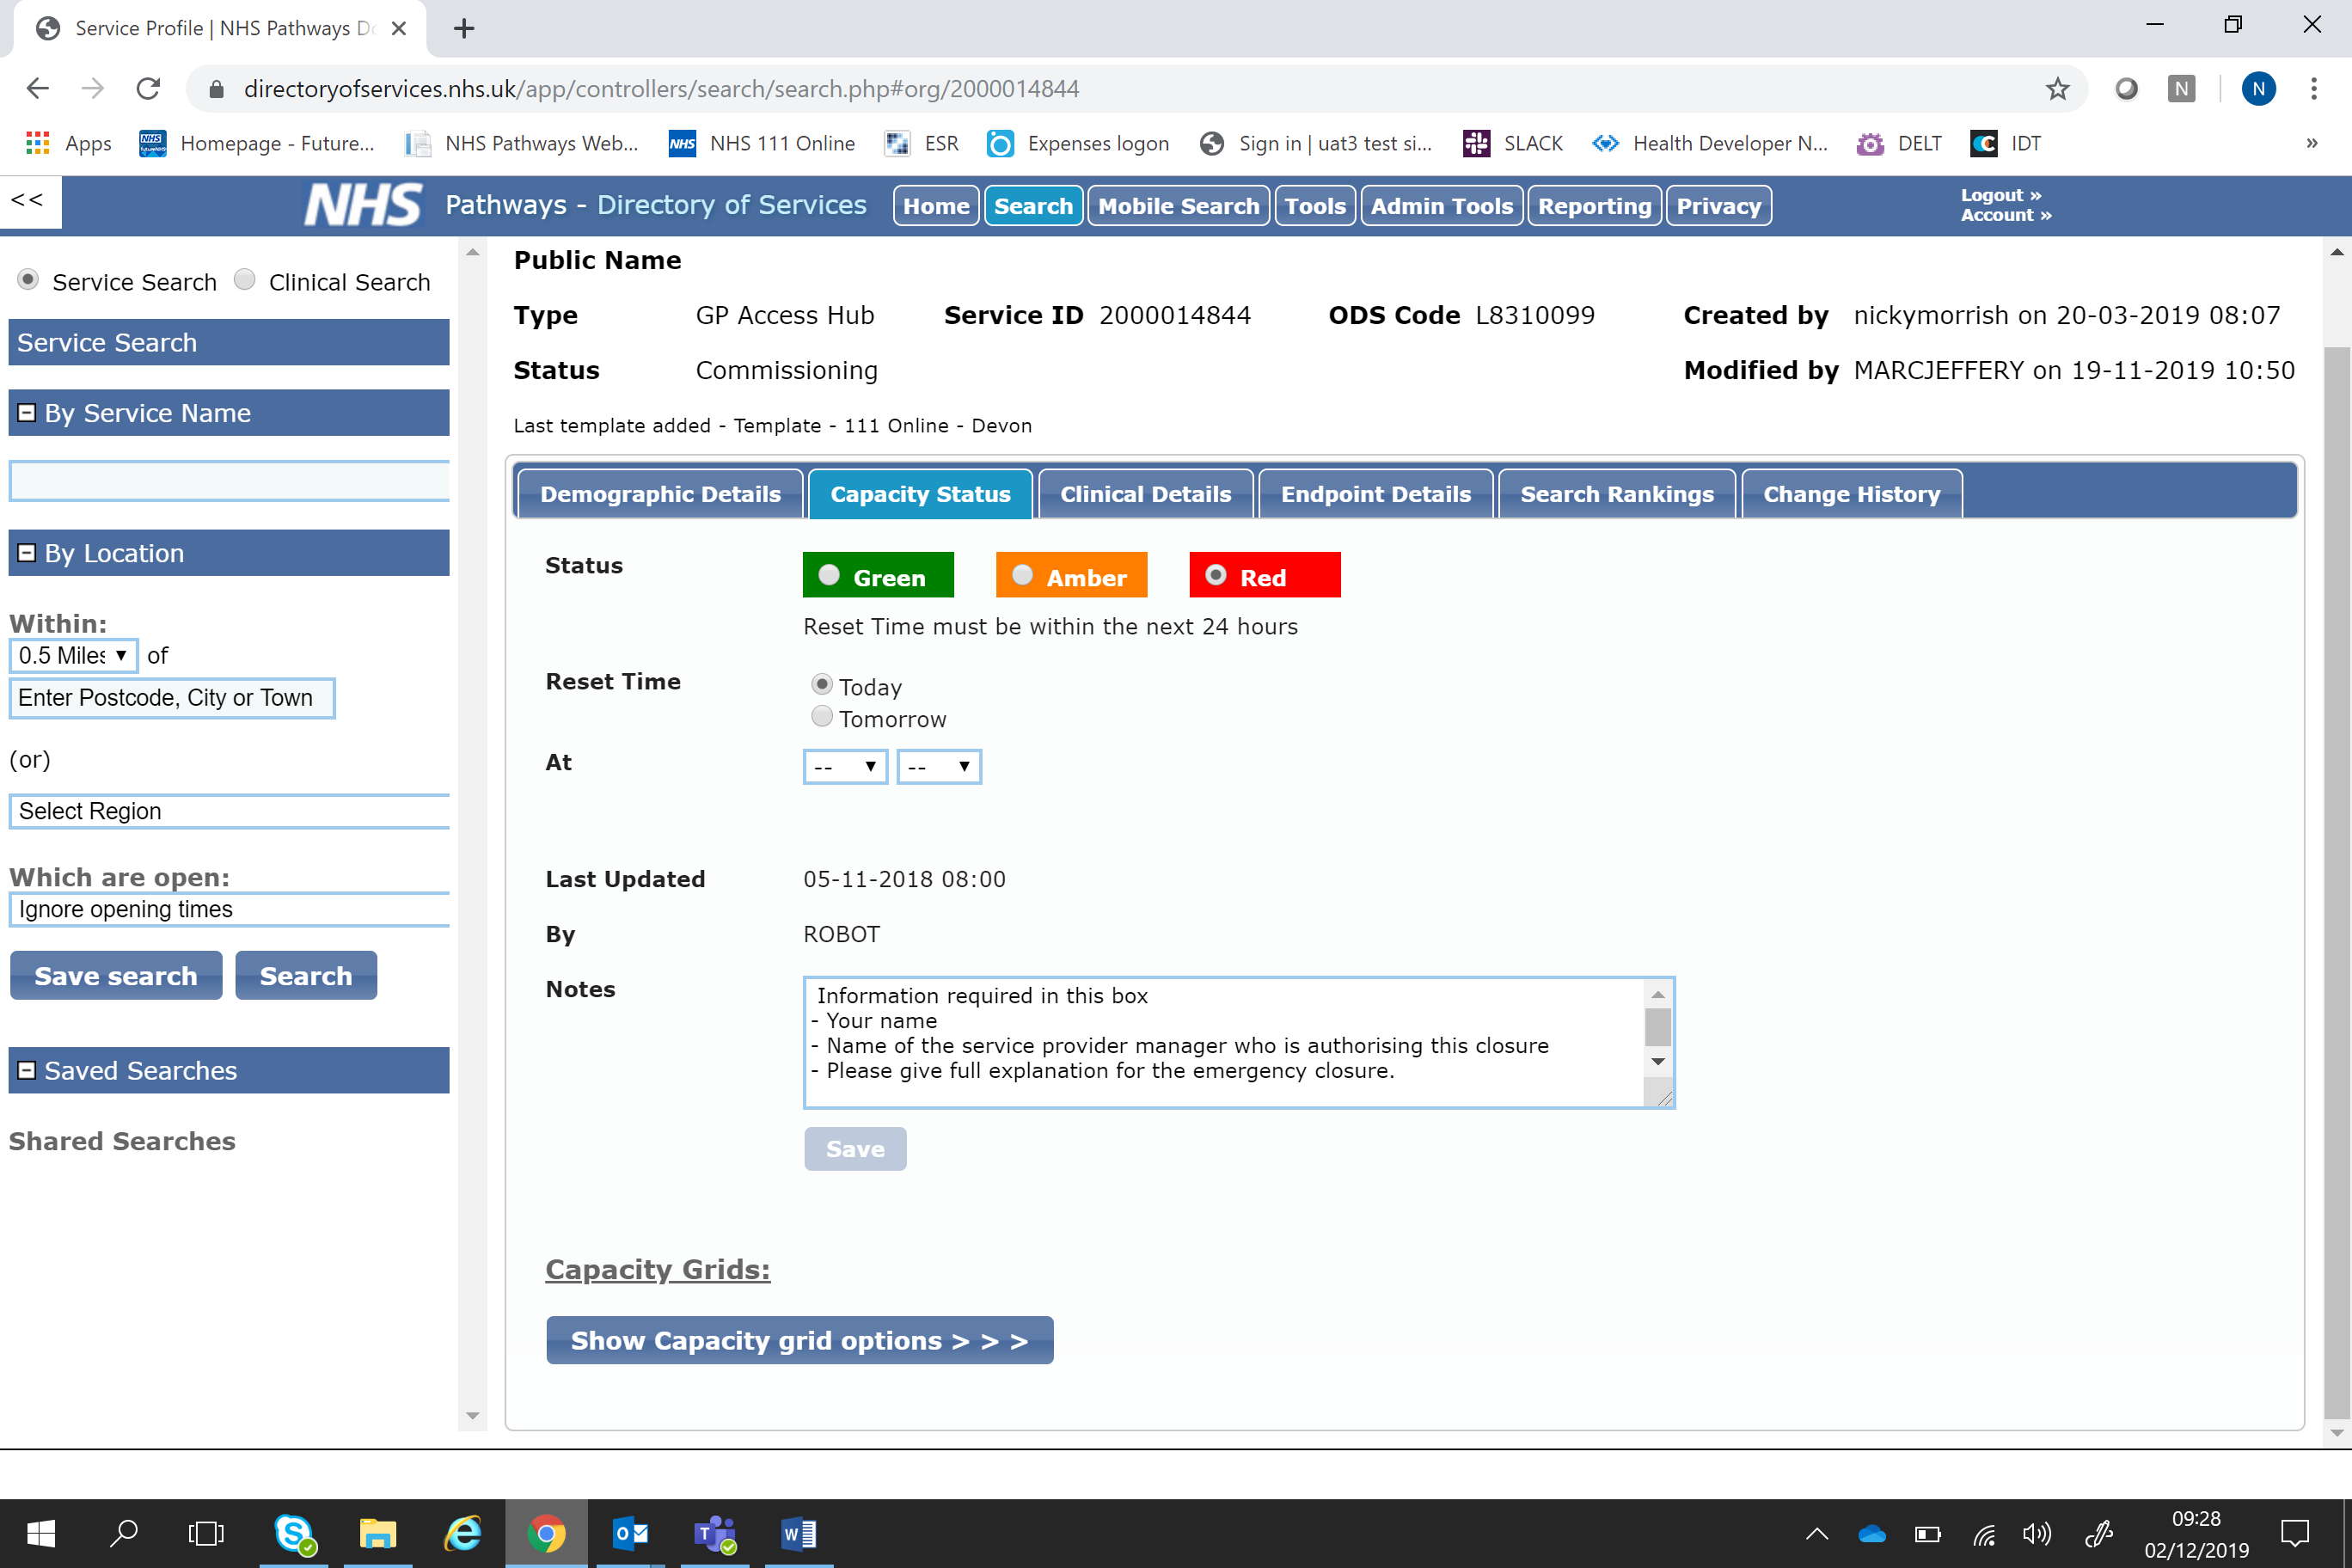 Service Profile | NHS Pathways Do
directoryofservices.nhs.uk/app/controllers/search/search.php#org/2000014844
N
N
Apps
Homepage - Future...
NHS Pathways Web...
NHS 111 Online
ESR
Expenses logon
Sign in | uat3 test si...
SLACK
Health Developer N...
DELT
IDT
»
<<
NHS Pathways - Directory of Services
Home
Search
Mobile Search
Tools
Admin Tools
Reporting
Privacy
Logout »
Account »
Service Search Clinical Search
Service Search
By Service Name
By Location
Within:
0.5 Miles of
Enter Postcode, City or Town
(or)
Select Region
Which are open:
Ignore opening times
Save search Search
Saved Searches
Shared Searches
Public Name
Type GP Access Hub Service ID 2000014844 ODS Code L8310099 Created by nickymorrish on 20-03-2019 08:07
Status Commissioning Modified by MARCJEFFERY on 19-11-2019 10:50
Last template added - Template - 111 Online - Devon
Demographic Details Capacity Status Clinical Details Endpoint Details Search Rankings Change History
Status Green Amber Red
Reset Time must be within the next 24 hours
Reset Time Today
Tomorrow
At -- --
Last Updated 05-11-2018 08:00
By ROBOT
Notes Information required in this box
- Your name
- Name of the service provider manager who is authorising this closure
- Please give full explanation for the emergency closure.
Save
Capacity Grids:
Show Capacity grid options > > >
09:28
02/12/2019